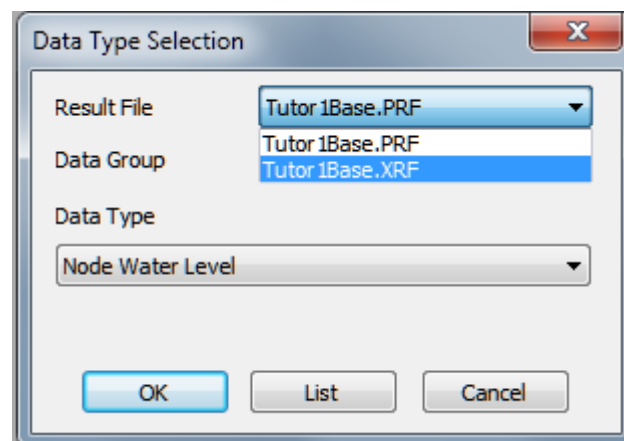 Data Type Selection
Result File
Tutor1Base.PRF
Tutor1Base.PRF
Data Group
Tutor1Base.XRF
Data Type
Node Water Level
OK
List
Cancel